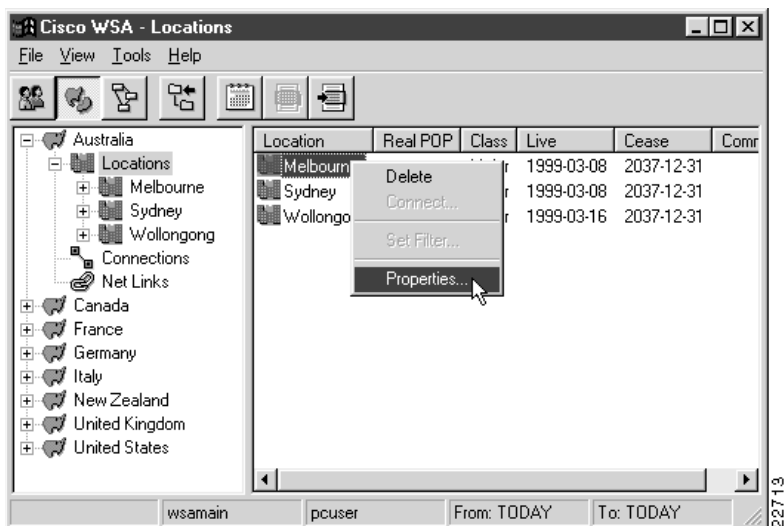 Cisco WSA - Locations
File View Tools Help
Australia
Locations
Melbourne
Sydney
Wollongong
Connections
Net Links
Canada
France
Germany
Italy
New Zealand
United Kingdom
United States
Location Real POP Class Live Cease
Melbourn 1999-03-08 2037-12-31
Sydney 1999-03-08 2037-12-31
Wollongo 1999-03-16 2037-12-31
Delete
Connect...
Set Filter...
Properties...
wsamain pcuser From: TODAY To: TODAY
22713